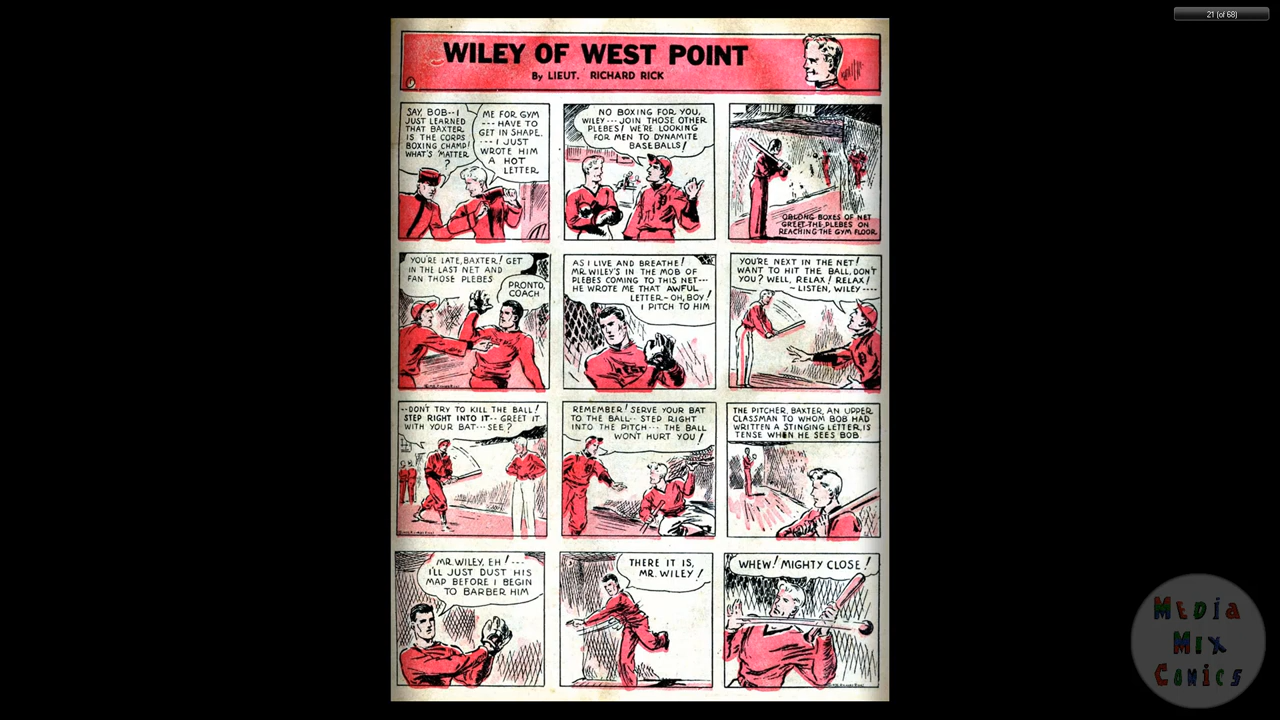 21 (of 68)
WILEY OF WEST POINT
By LIEUT. RICHARD RICK
SAY, BOB--I
JUST LEARNED
THAT BAXTER
IS THE CORPS
BOXING CHAMP!
WHAT'S MATTER
?
ME FOR GYM
---HAVE TO
GET IN SHAPE.
---I JUST
WROTE HIM
A HOT
LETTER
NO BOXING FOR YOU,
WILEY---JOIN THOSE OTHER
PLEBES! WE'RE LOOKING
FOR MEN TO DYNAMITE
BASEBALLS!
OBLONG BOXES OF NET
GREET THE PLEBES ON
REACHING THE GYM FLOOR
YOU'RE LATE, BAXTER! GET
IN THE LAST NET AND
FAN THOSE PLEBES
PRONTO,
COACH
AS I LIVE AND BREATHE!
MR. WILEY'S IN THE MOB OF
PLEBES COMING TO THIS NET---
HE WROTE ME THAT AWFUL
LETTER-OH, BOY!
I PITCH TO HIM
WEST
YOU'RE NEXT IN THE NET!
WANT TO HIT THE BALL, DON'T
YOU? WELL, RELAX! RELAX!
-LISTEN, WILEY----
--DON'T TRY TO KILL THE BALL!
STEP RIGHT INTO IT--GREET IT
WITH YOUR BAT---SEE?
REMEMBER! SERVE YOUR BAT
TO THE BALL--STEP RIGHT
INTO THE PITCH---THE BALL
WON'T HURT YOU!
THE PITCHER, BAXTER, AN UPPER
CLASSMAN TO WHOM BOB HAD
WRITTEN A STINGING LETTER, IS
TENSE WHEN HE SEES BOB
MR. WILEY, EH!---
I'LL JUST DUST HIS
MAP BEFORE I BEGIN
TO BARBER HIM
THERE IT IS,
MR. WILEY!
WHEW! MIGHTY CLOSE!
MEDIA
MIX
COMICS